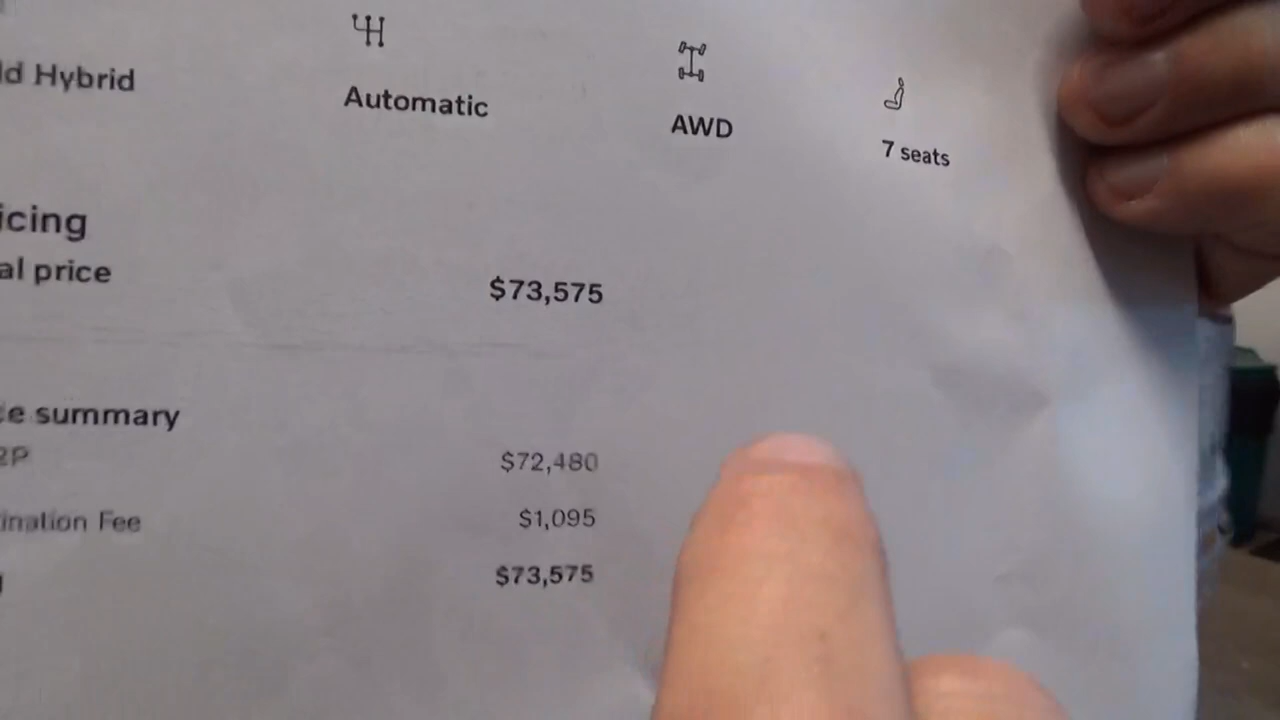 ld Hybrid Automatic AWD 7 seats
icing
al price $73,575
e summary
2P $72,480
ination Fee $1,095
$73,575